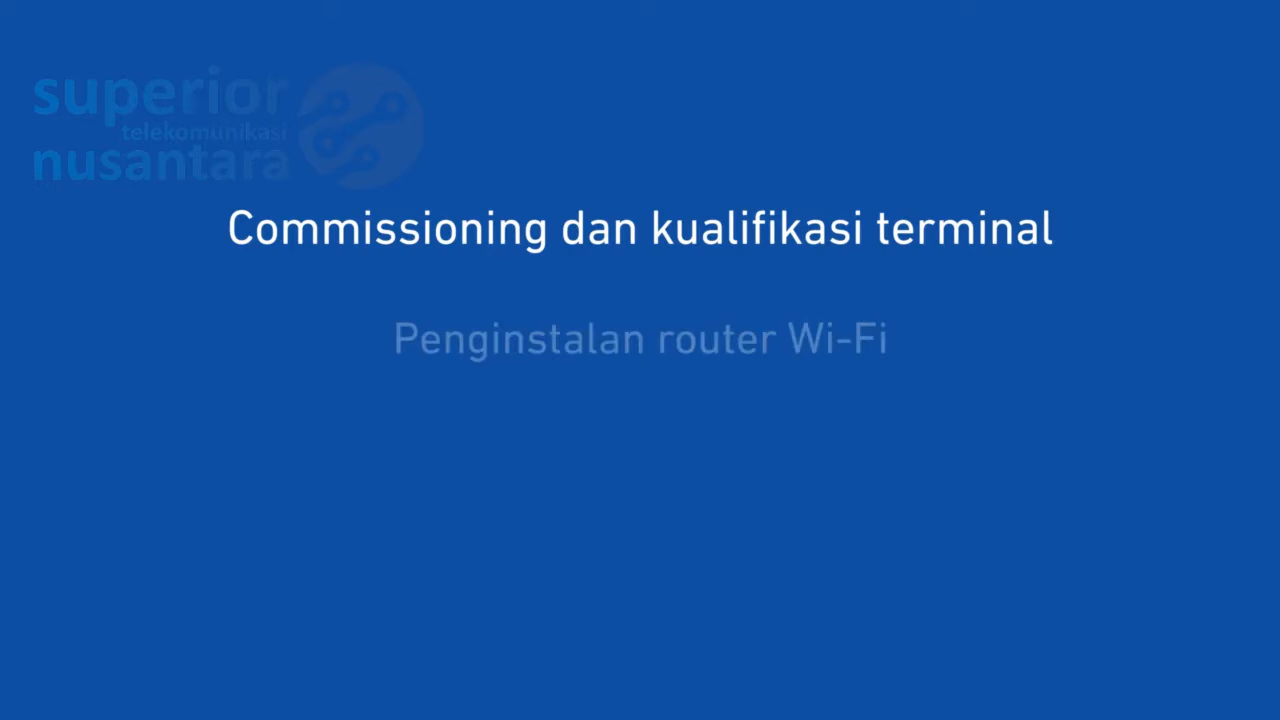 superior
telekomunikasi
nusantara
Commissioning dan kualifikasi terminal
Penginstalan router Wi-Fi